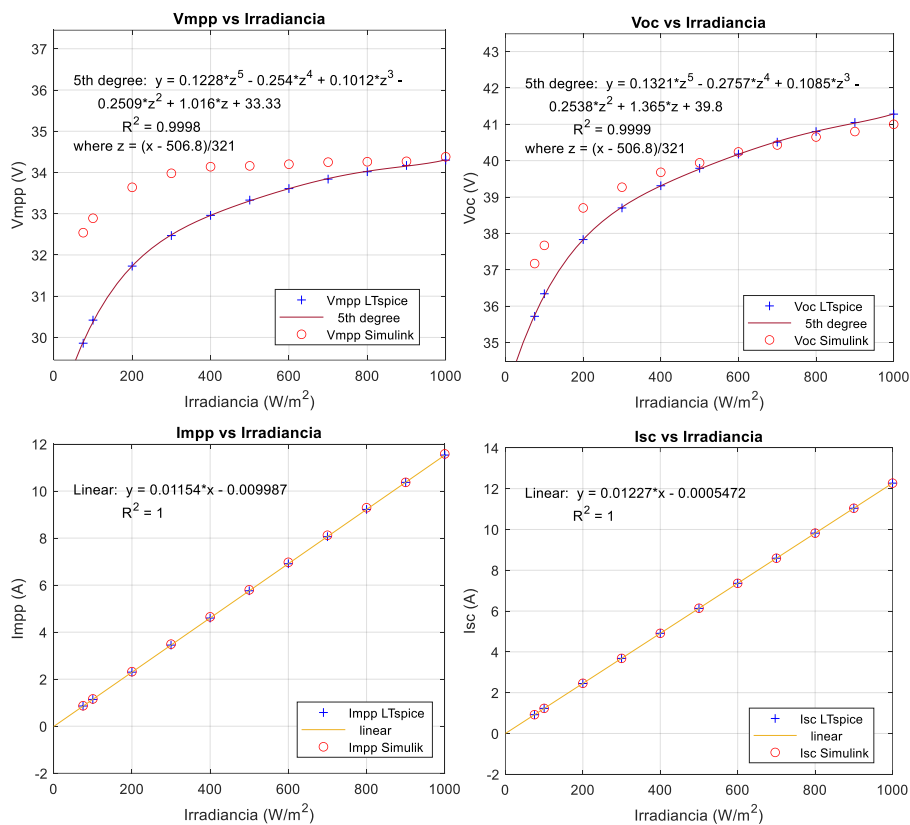 Vmpp vs Irradiancia
37
36
35
34
33
32
31
30
Vmpp (V)
5th degree: y = 0.1228*z^5 - 0.254*z^4 + 0.1012*z^3 -
0.2509*z^2 + 1.016*z + 33.33
R^2 = 0.9998
where z = (x - 506.8)/321
Vmpp LTspice
5th degree
Vmpp Simulink
0 200 400 600 800 1000
Irradiancia (W/m^2)
Voc vs Irradiancia
43
42
41
40
39
38
37
36
35
Voc (V)
5th degree: y = 0.1321*z^5 - 0.2757*z^4 + 0.1085*z^3 -
0.2538*z^2 + 1.365*z + 39.8
R^2 = 0.9999
where z = (x - 506.8)/321
Voc LTspice
5th degree
Voc Simulink
0 200 400 600 800 1000
Irradiancia (W/m^2)
Impp vs Irradiancia
12
10
8
6
4
2
0
-2
Impp (A)
Linear: y = 0.01154*x - 0.009987
R^2 = 1
Impp LTspice
linear
Impp Simulik
0 200 400 600 800 1000
Irradiancia (W/m^2)
Isc vs Irradiancia
14
12
10
8
6
4
2
0
-2
Isc (A)
Linear: y = 0.01227*x - 0.0005472
R^2 = 1
Isc LTspice
linear
Isc Simulink
0 200 400 600 800 1000
Irradiancia (W/m^2)